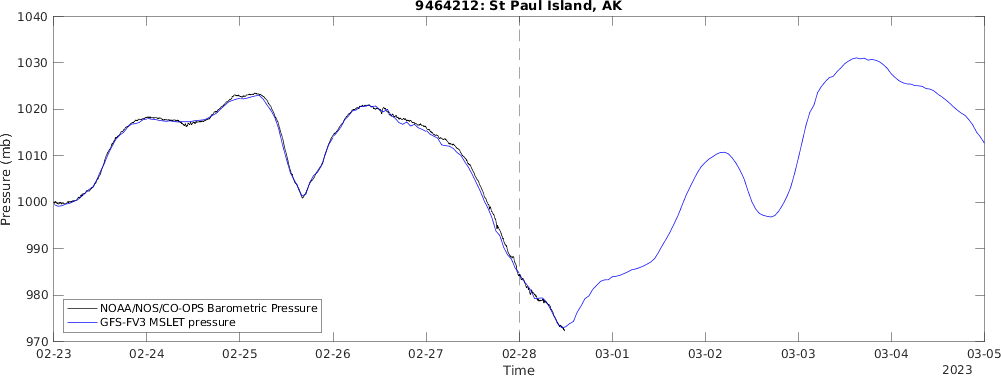 9464212: St Paul Island, AK
1040
1030
1020
1010
1000
990
980
970
Pressure (mb)
NOAA/NOS/CO-OPS Barometric Pressure
GFS-FV3 MSLET pressure
02-23 02-24 02-25 02-26 02-27 02-28 03-01 03-02 03-03 03-04 03-05
Time
2023